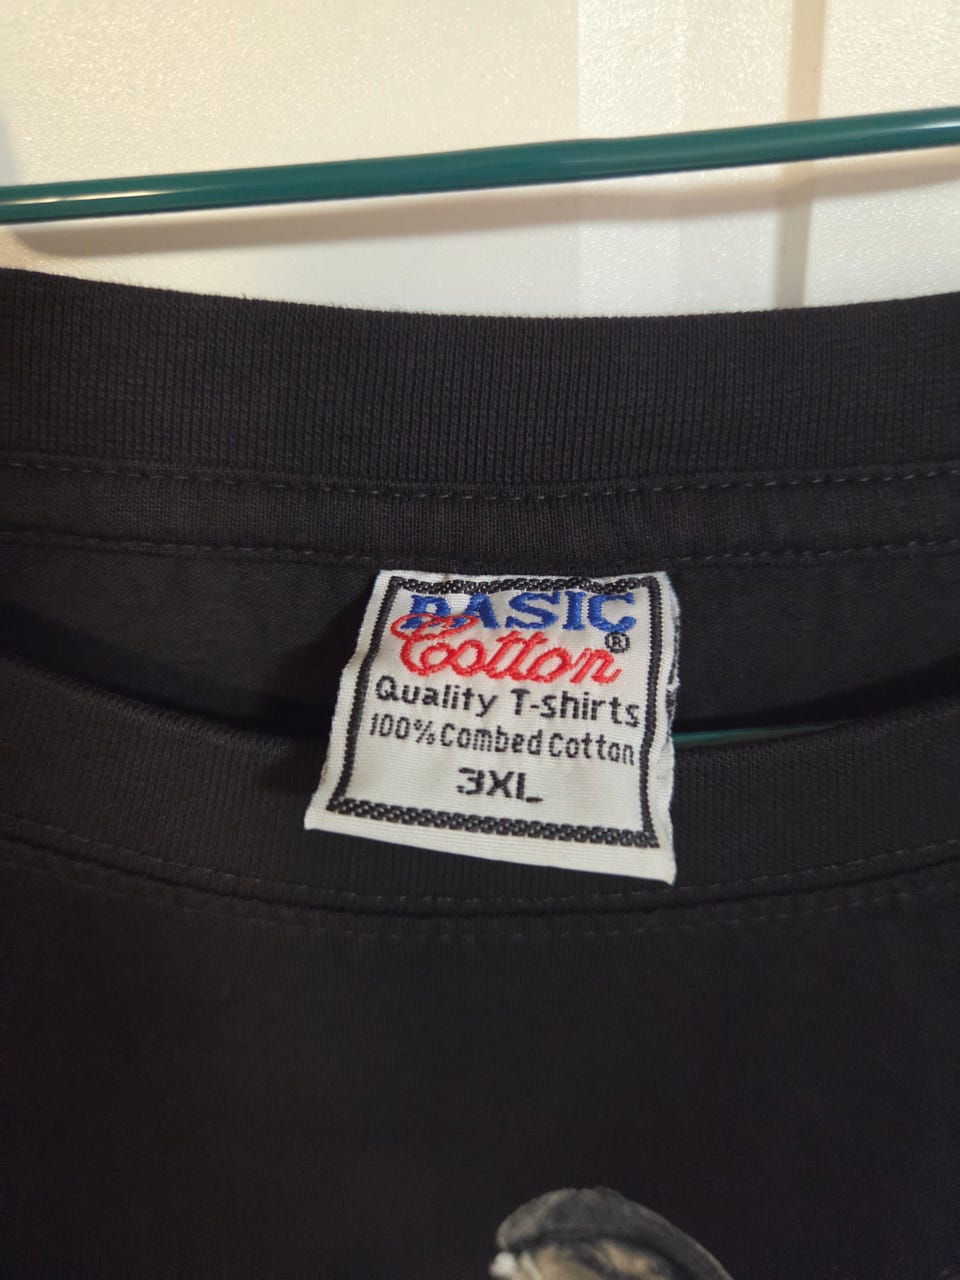 BASIC
Cotton®
Quality T-shirts
100% Combed Cotton
3XL